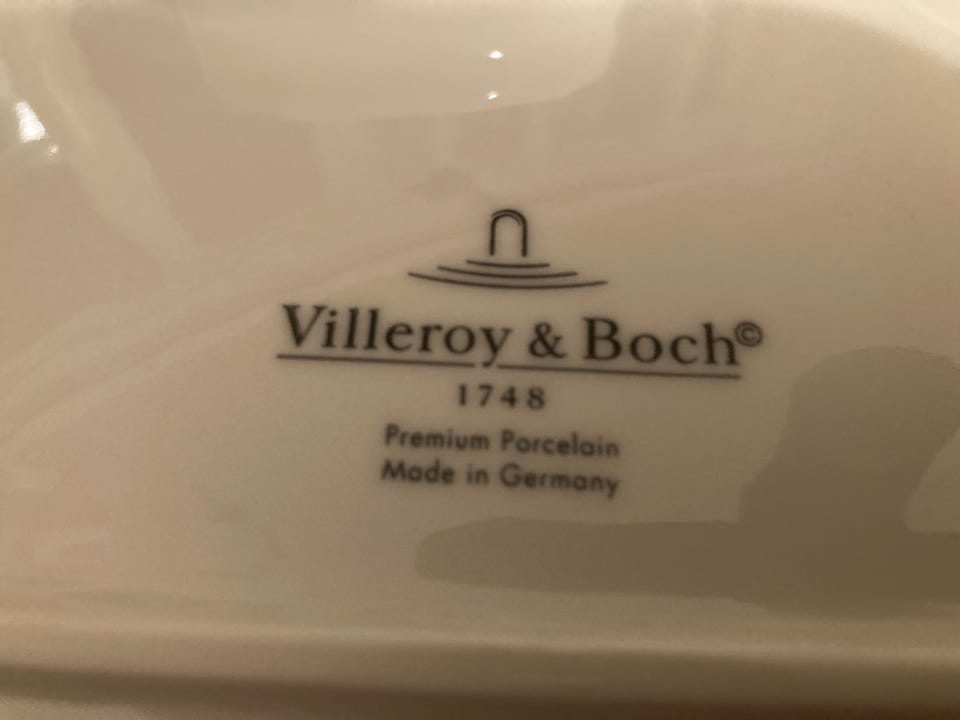 Villeroy & Boch©
1748
Premium Porcelain
Made in Germany